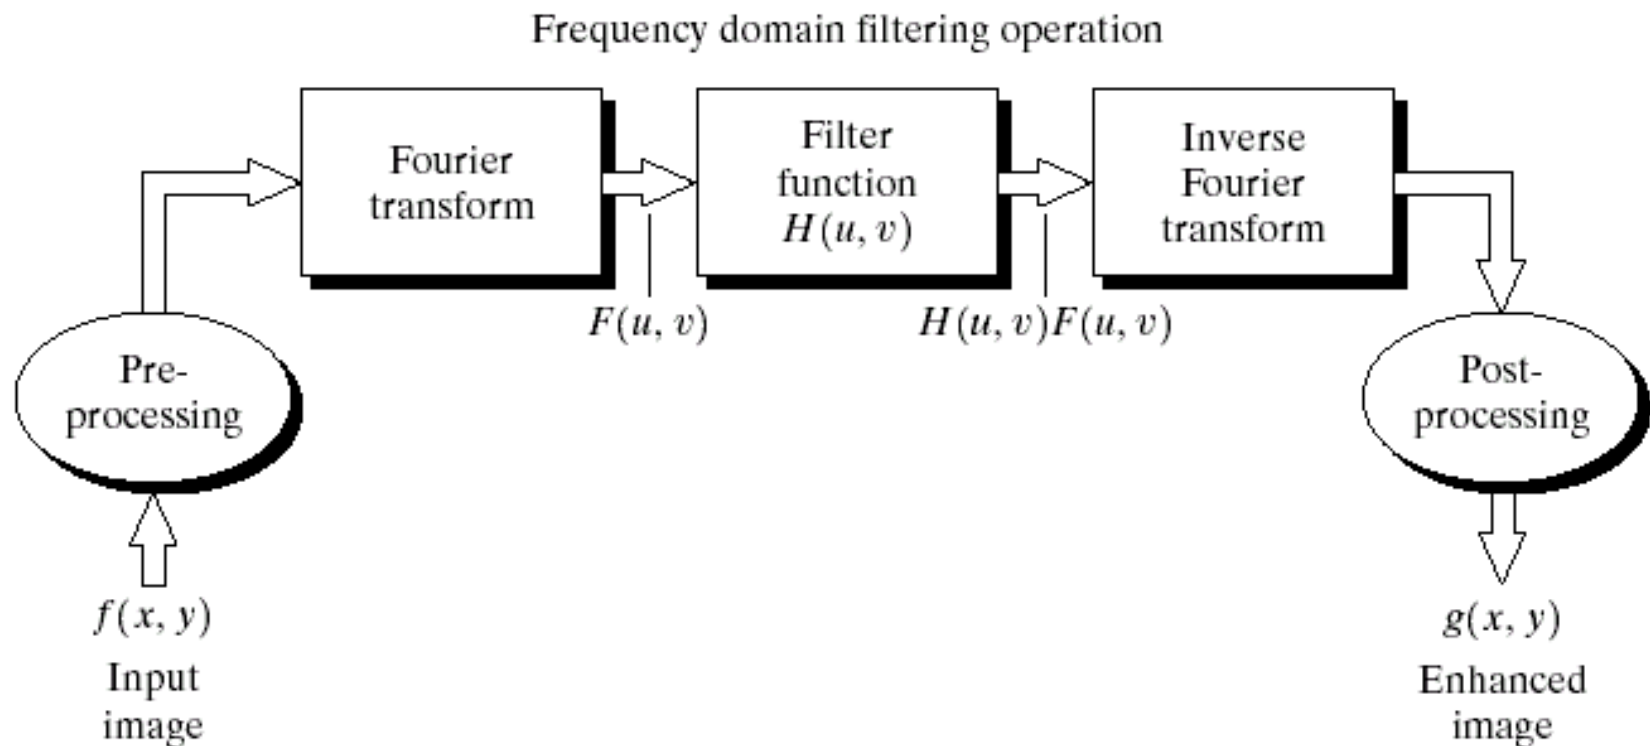 Frequency domain filtering operation
Fourier
transform
Filter
function
H(u, v)
Inverse
Fourier
transform
F(u, v)
H(u, v)F(u, v)
Pre-
processing
Post-
processing
f(x, y)
Input
image
g(x, y)
Enhanced
image